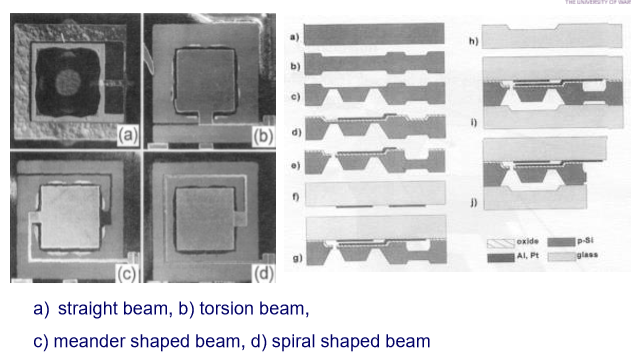 THE UNIVERSITY OF WAR
(a)
(b)
(c)
(d)
a)
b)
c)
d)
e)
f)
g)
h)
i)
j)
oxide
p-Si
Al, Pt
glass
a) straight beam, b) torsion beam,
c) meander shaped beam, d) spiral shaped beam